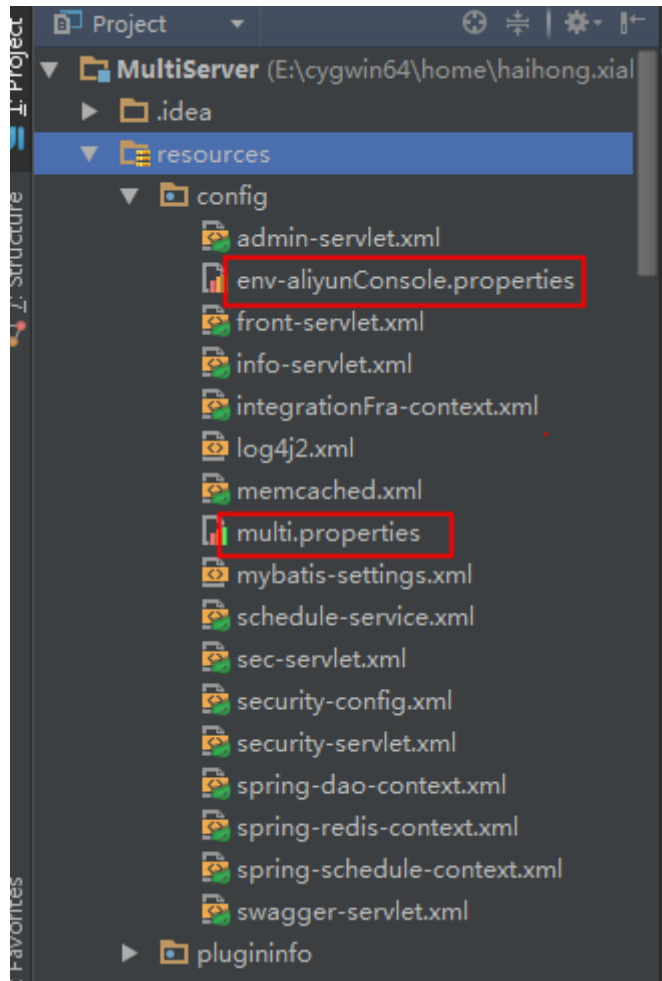 1: Project
Project
MultiServer (E:\cygwin64\home\haihong.xial
.idea
resources
config
admin-servlet.xml
env-aliyunConsole.properties
front-servlet.xml
info-servlet.xml
integrationFra-context.xml
log4j2.xml
memcached.xml
multi.properties
mybatis-settings.xml
schedule-service.xml
sec-servlet.xml
security-config.xml
security-servlet.xml
spring-dao-context.xml
spring-redis-context.xml
spring-schedule-context.xml
swagger-servlet.xml
plugininfo
7: Structure
Favorites